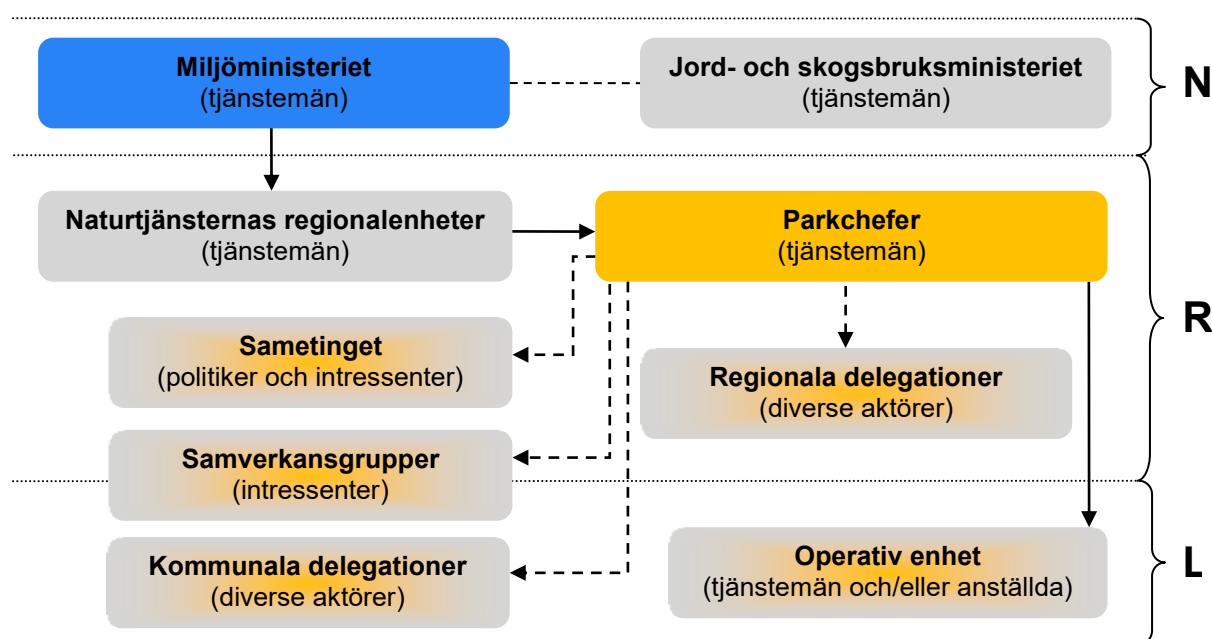 Miljöministeriet
(tjänstemän)
Jord- och skogsbruksministeriet
(tjänstemän)
N
Naturtjänsternas regionalenheter
(tjänstemän)
Parkchefer
(tjänstemän)
R
Sametinget
(politiker och intressenter)
Regionala delegationer
(diverse aktörer)
Samverkansgrupper
(intressenter)
Kommunala delegationer
(diverse aktörer)
Operativ enhet
(tjänstemän och/eller anställda)
L